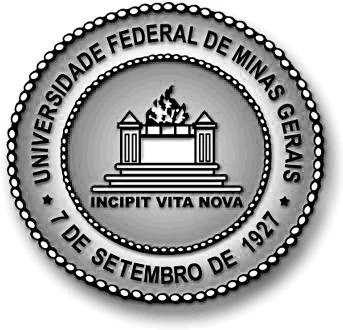 UNIVERSIDADE FEDERAL DE MINAS GERAIS
INCIPIT VITA NOVA
7 DE SETEMBRO DE 1927